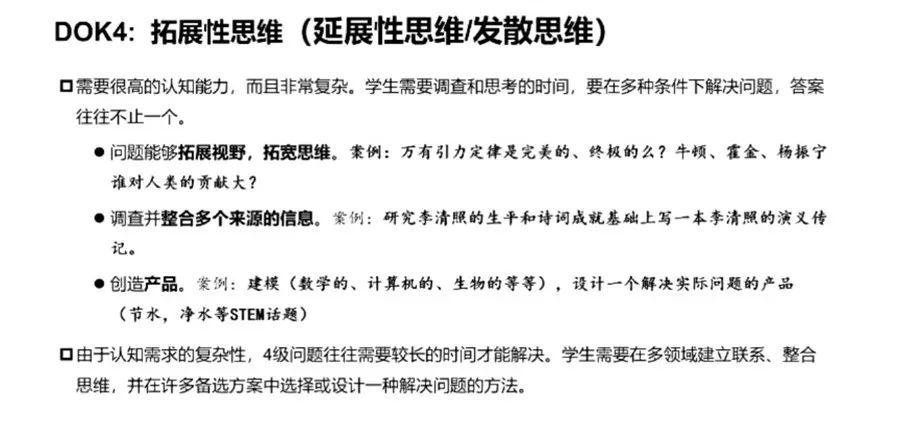 DOK4: 拓展性思维（延展性思维/发散思维）
需要很高的认知能力，而且非常复杂。学生需要调查和思考的时间，要在多种条件下解决问题，答案
往往不止一个。
问题能够拓展视野，拓宽思维。案例：万有引力定律是完美的、终极的么？牛顿、霍金、杨振宁
谁对人类的贡献大？
调查并整合多个来源的信息。案例：研究李清照的生平和诗词成就基础上写一本李清照的演义传
记。
创造产品。案例：建模（数学的、计算机的、生物的等等），设计一个解决实际问题的产品
（节水，净水等STEM话题）
由于认知需求的复杂性，4级问题往往需要较长的时间才能解决。学生需要在多领域建立联系、整合
思维，并在许多备选方案中选择或设计一种解决问题的方法。